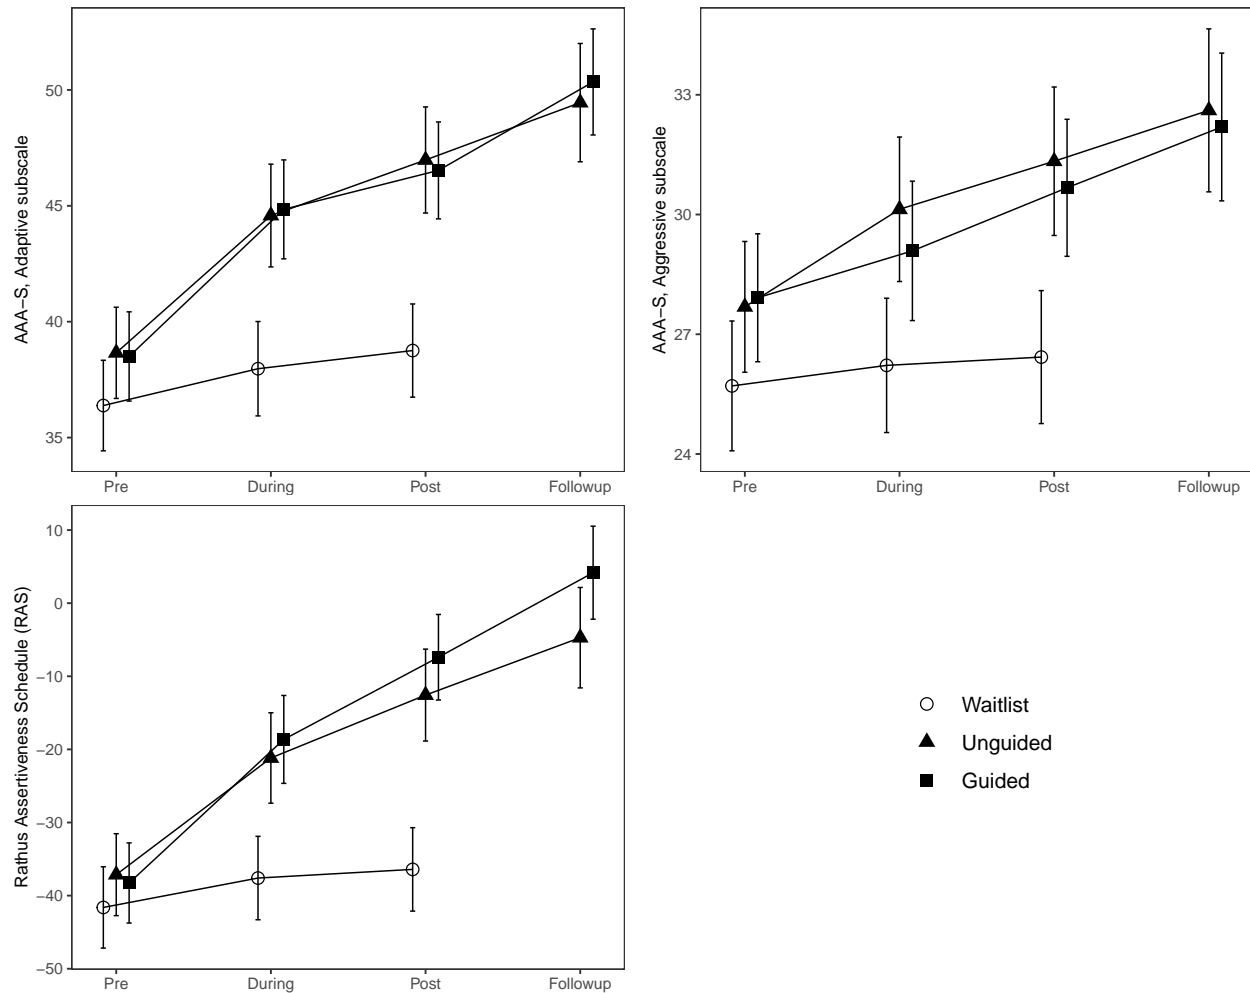 AAA−S, Adaptive subscale
50
45
40
35
Pre During Post Followup
AAA−S, Aggressive subscale
33
30
27
24
Pre During Post Followup
Rathus Assertiveness Schedule (RAS)
10
0
−10
−20
−30
−40
−50
Pre During Post Followup
Waitlist
Unguided
Guided